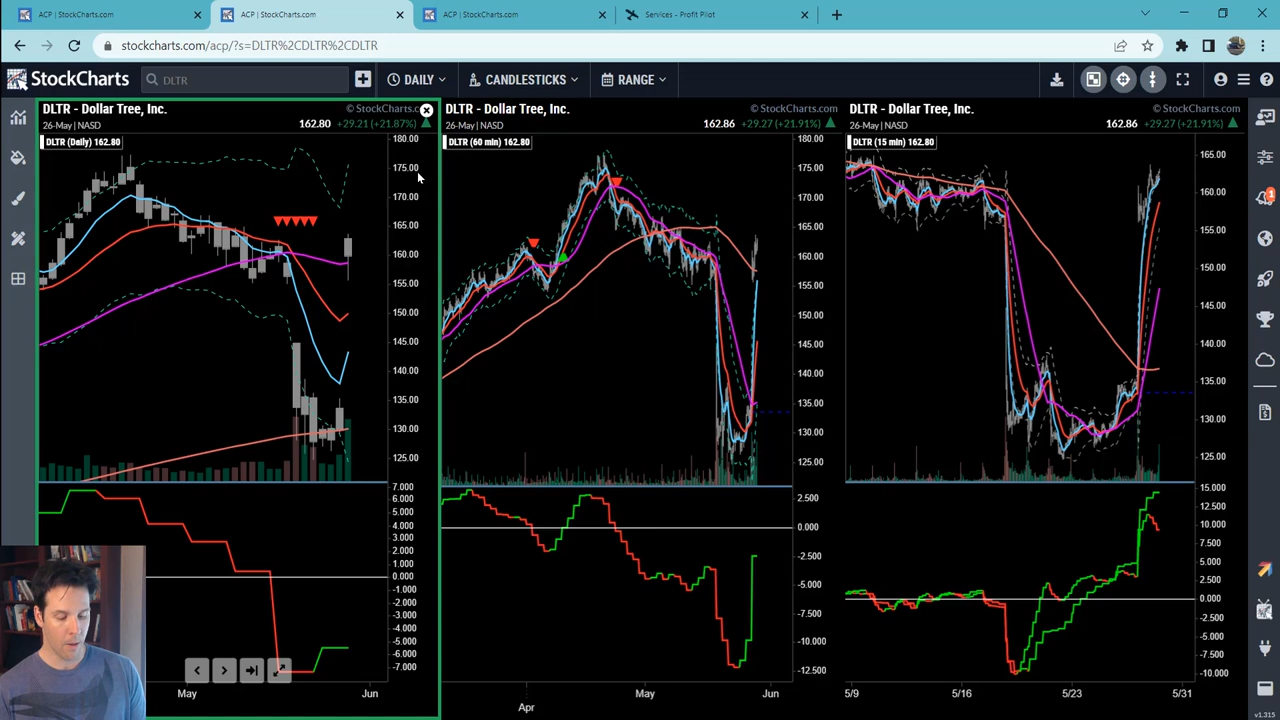 ACP | StockCharts.com
ACP | StockCharts.com
ACP | StockCharts.com
Services - Profit Pilot
stockcharts.com/acp/?s=DLTR%2CDLTR%2CDLTR
StockCharts
DLTR
DAILY
CANDLESTICKS
RANGE
DLTR - Dollar Tree, Inc.
© StockCharts.c
26-May | NASD
162.80 +29.21 (+21.87%)
DLTR (Daily) 162.80
180.00
175.00
170.00
165.00
160.00
155.00
150.00
145.00
140.00
135.00
130.00
125.00
7.000
6.000
5.000
4.000
3.000
2.000
1.000
0.000
-1.000
-2.000
-3.000
-4.000
-5.000
-6.000
-7.000
May
Jun
DLTR - Dollar Tree, Inc.
© StockCharts.com
26-May | NASD
162.86 +29.27 (+21.91%)
DLTR (60 min) 162.80
180.00
175.00
170.00
165.00
160.00
155.00
150.00
145.00
140.00
135.00
130.00
125.00
2.500
0.000
-2.500
-5.000
-7.500
-10.000
-12.500
Apr
May
Jun
DLTR - Dollar Tree, Inc.
© StockCharts.com
26-May | NASD
162.86 +29.27 (+21.91%)
DLTR (15 min) 162.80
165.00
160.00
155.00
150.00
145.00
140.00
135.00
130.00
125.00
15.000
12.500
10.000
7.500
5.000
2.500
0.000
-2.500
-5.000
-7.500
-10.000
5/9
5/16
5/23
5/31
1
v1.315